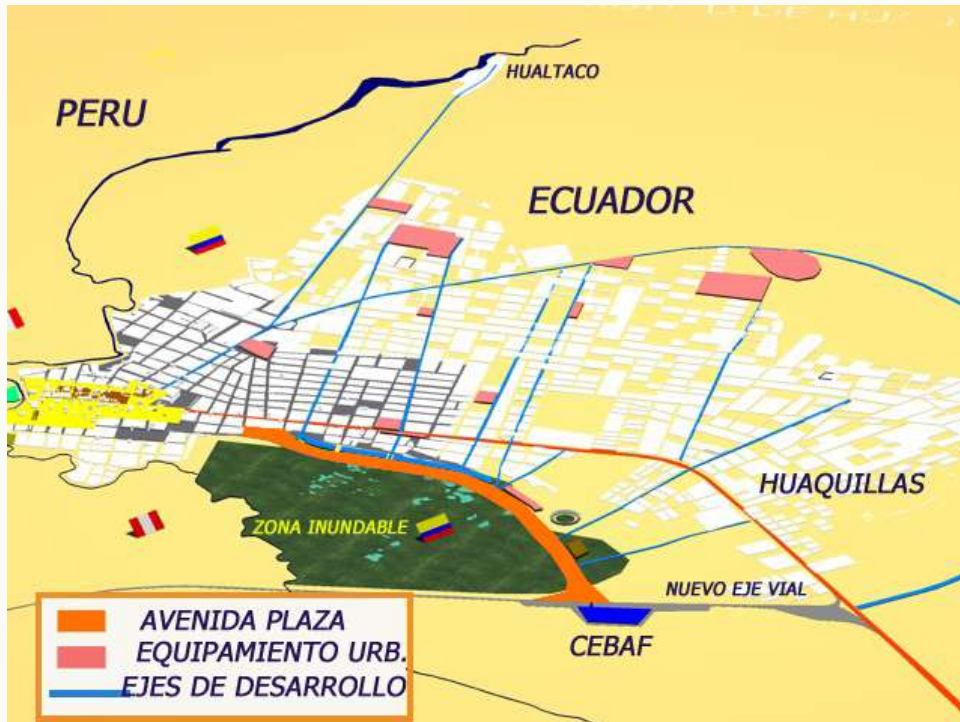 HUALTACO
PERU
ECUADOR
HUAQUILLAS
ZONA INUNDABLE
NUEVO EJE VIAL
CEBAF
AVENIDA PLAZA
EQUIPAMIENTO URB.
EJES DE DESARROLLO